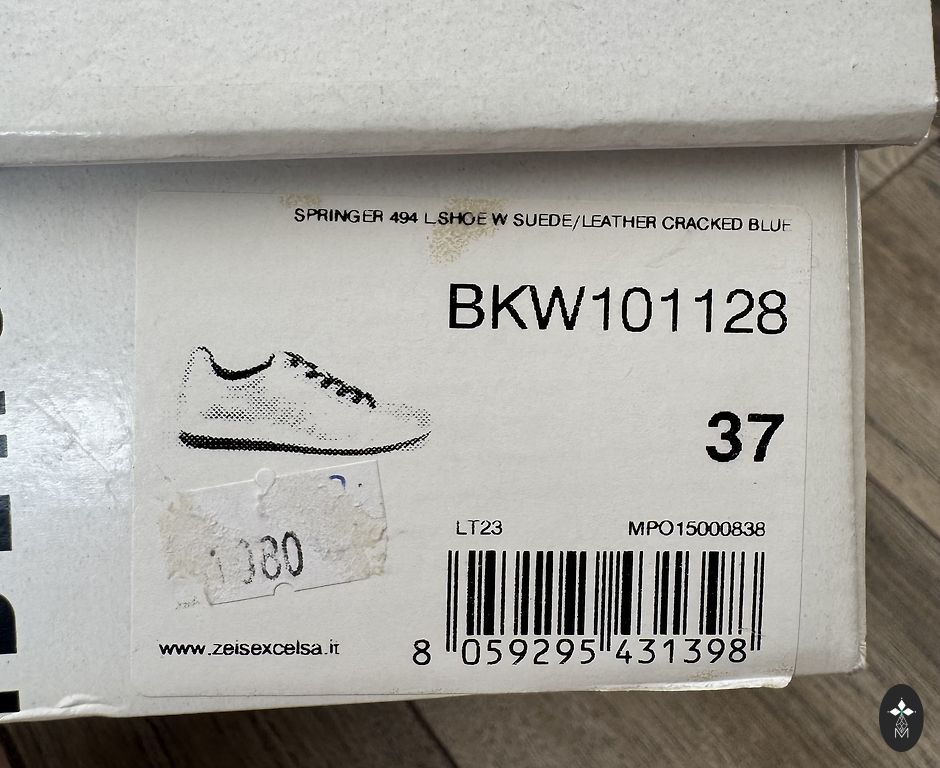 SPRINGER 494 L.SHOE W SUEDE/LEATHER CRACKED BLUE
BKW101128
37
LT23
MPO15000838
www.zeisexcelsa.it
8 059295 431398
M